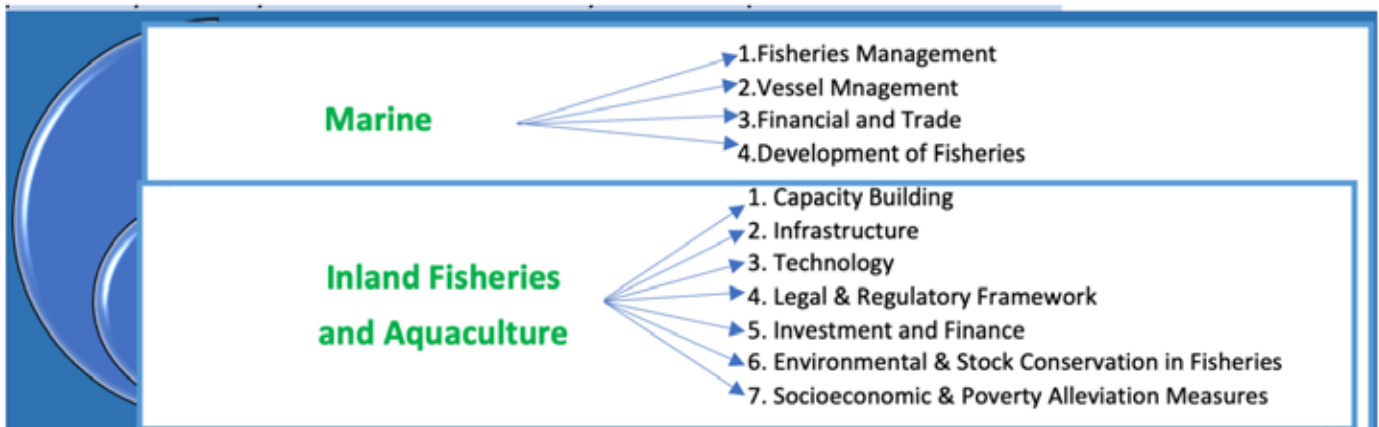 Marine
1.Fisheries Management
2.Vessel Mnagement
3.Financial and Trade
4.Development of Fisheries
Inland Fisheries
and Aquaculture
1. Capacity Building
2. Infrastructure
3. Technology
4. Legal & Regulatory Framework
5. Investment and Finance
6. Environmental & Stock Conservation in Fisheries
7. Socioeconomic & Poverty Alleviation Measures